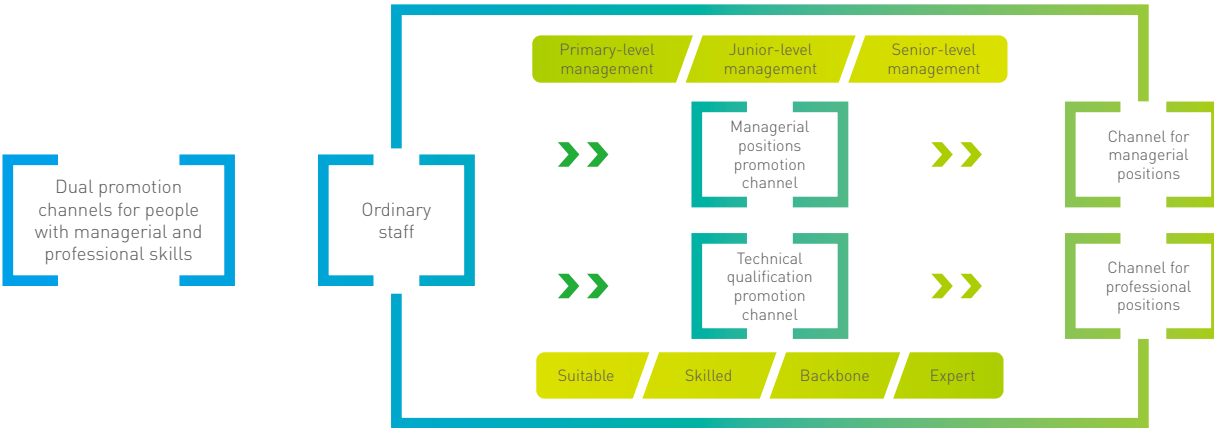 Dual promotion
channels for people
with managerial and
professional skills
Ordinary
staff
Primary-level
management
Junior-level
management
Senior-level
management
Managerial
positions
promotion
channel
Channel for
managerial
positions
Technical
qualification
promotion
channel
Channel for
professional
positions
Suitable
Skilled
Backbone
Expert